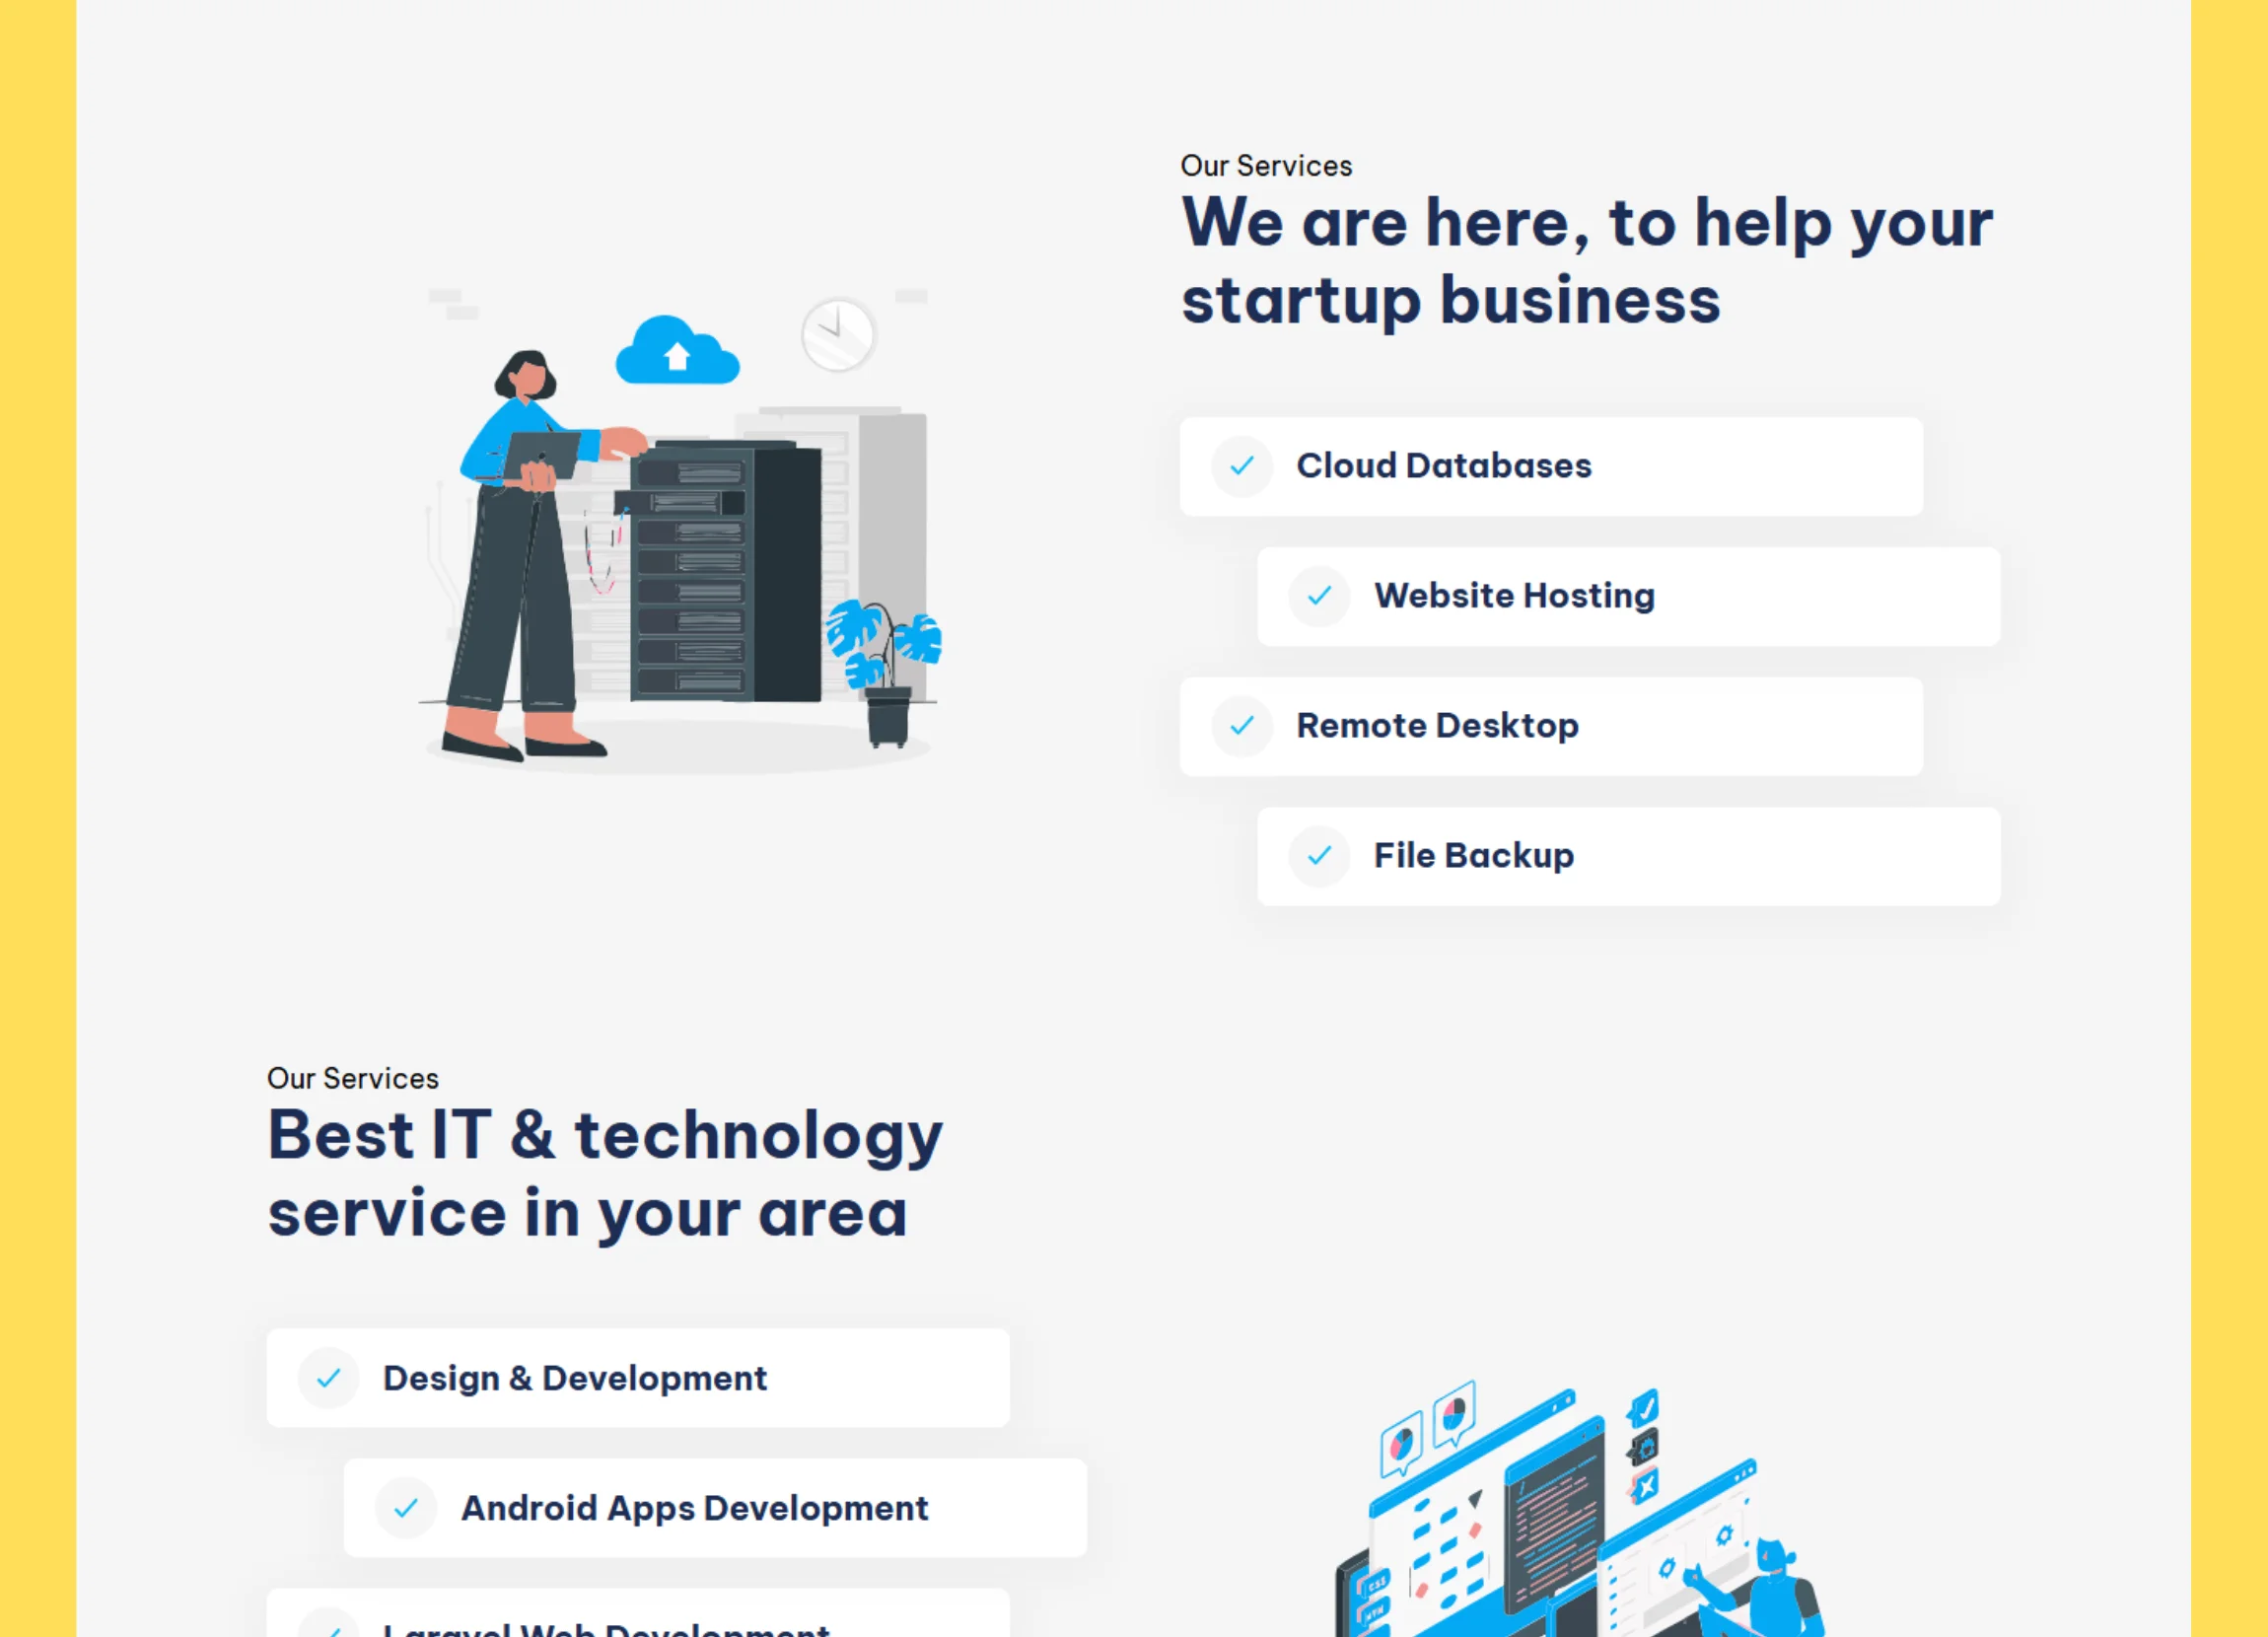 Our Services
We are here, to help your
startup business
Cloud Databases
Website Hosting
Remote Desktop
File Backup
Our Services
Best IT & technology
service in your area
Design & Development
Android Apps Development
Laravel Web Development
CSS